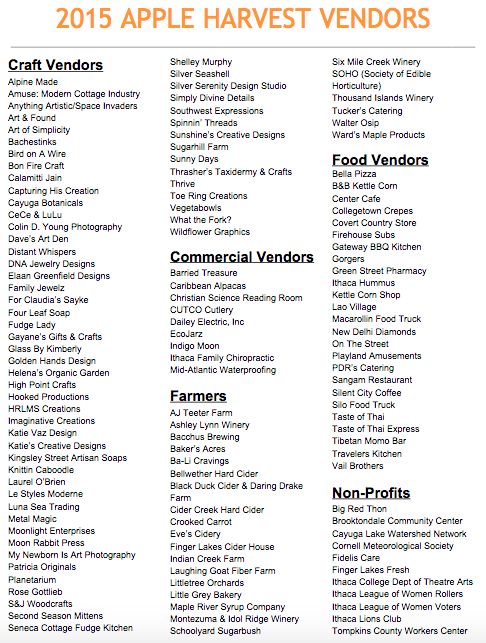 2015 APPLE HARVEST VENDORS
Craft Vendors
Alpine Made
Amuse: Modern Cottage Industry
Anything Artistic/Space Invaders
Art & Found
Art of Simplicity
Bachestinks
Bird on A Wire
Bon Fire Craft
Calamitti Jain
Capturing His Creation
Cayuga Botanicals
CeCe & LuLu
Colin D. Young Photography
Dave's Art Den
Distant Whispers
DNA Jewelry Designs
Elaan Greenfield Designs
Family Jewelz
For Claudia's Sayke
Four Leaf Soap
Fudge Lady
Gayane's Gifts & Crafts
Glass By Kimberly
Golden Hands Design
Helena's Organic Garden
High Point Crafts
Hooked Productions
HRLMS Creations
Imaginative Creations
Katie Vaz Design
Katie's Creative Designs
Kingsley Street Artisan Soaps
Knittin Caboodle
Laurel O'Brien
Le Styles Moderne
Luna Sea Trading
Metal Magic
Moonlight Enterprises
Moon Rabbit Press
My Newborn Is Art Photography
Patricia Originals
Planetarium
Rose Gottlieb
S&J Woodcrafts
Second Season Mittens
Seneca Cottage Fudge Kitchen
Shelley Murphy
Silver Seashell
Silver Serenity Design Studio
Simply Divine Details
Southwest Expressions
Spinnin' Threads
Sunshine's Creative Designs
Sugarhill Farm
Sunny Days
Thrasher's Taxidermy & Crafts
Thrive
Toe Ring Creations
Vegetabowls
What the Fork?
Wildflower Graphics
Commercial Vendors
Barried Treasure
Caribbean Alpacas
Christian Science Reading Room
CUTCO Cutlery
Dailey Electric, Inc
EcoJarz
Indigo Moon
Ithaca Family Chiropractic
Mid-Atlantic Waterproofing
Farmers
AJ Teeter Farm
Ashley Lynn Winery
Bacchus Brewing
Baker's Acres
Ba-Li Cravings
Bellwether Hard Cider
Black Duck Cider & Daring Drake
Farm
Cider Creek Hard Cider
Crooked Carrot
Eve's Cidery
Finger Lakes Cider House
Indian Creek Farm
Laughing Goat Fiber Farm
Littletree Orchards
Little Grey Bakery
Maple River Syrup Company
Montezuma & Idol Ridge Winery
Schoolyard Sugarbush
Six Mile Creek Winery
SOHO (Society of Edible
Horticulture)
Thousand Islands Winery
Tucker's Catering
Walter Osip
Ward's Maple Products
Food Vendors
Bella Pizza
B&B Kettle Corn
Center Cafe
Collegetown Crepes
Covert Country Store
Firehouse Subs
Gateway BBQ Kitchen
Gorgers
Green Street Pharmacy
Ithaca Hummus
Kettle Corn Shop
Lao Village
Macarollin Food Truck
New Delhi Diamonds
On The Street
Playland Amusements
PDR's Catering
Sangam Restaurant
Silent City Coffee
Silo Food Truck
Taste of Thai
Taste of Thai Express
Tibetan Momo Bar
Travelers Kitchen
Vail Brothers
Non-Profits
Big Red Thon
Brooktondale Community Center
Cayuga Lake Watershed Network
Cornell Meteorological Society
Fidelis Care
Finger Lakes Fresh
Ithaca College Dept of Theatre Arts
Ithaca League of Women Rollers
Ithaca League of Women Voters
Ithaca Lions Club
Tompkins County Workers Center